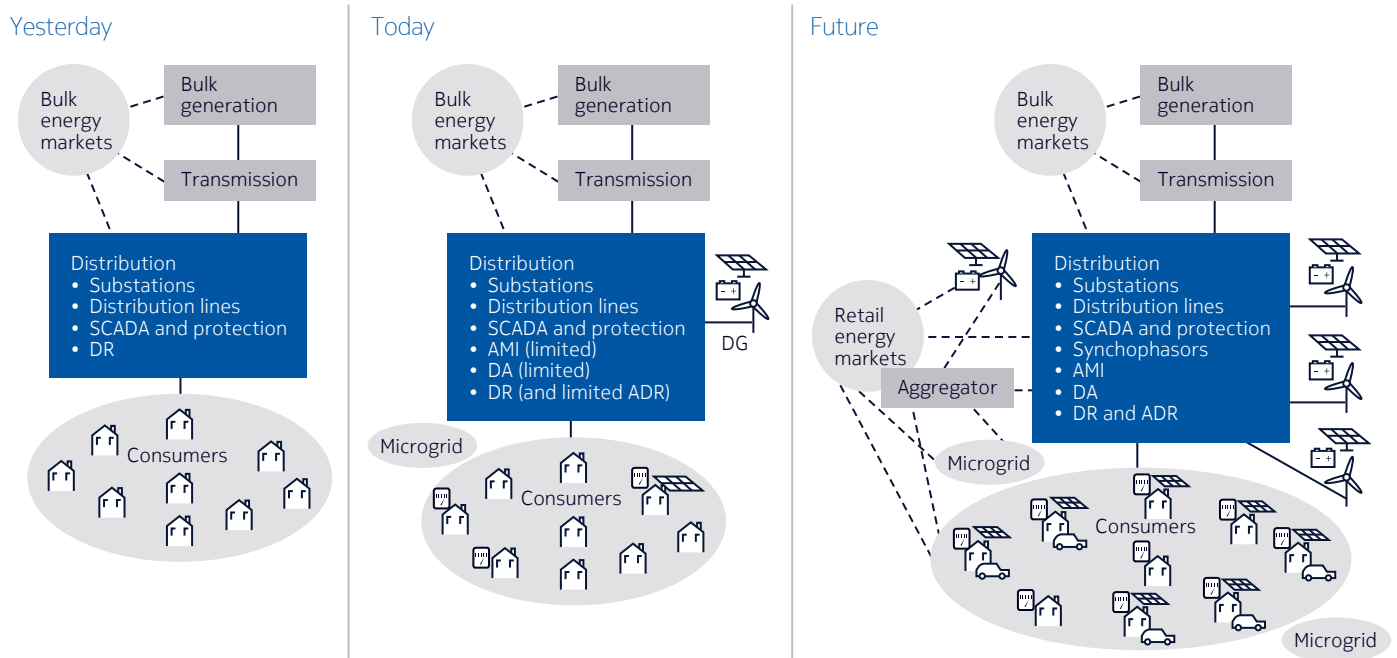 Yesterday
Bulk
energy
markets
Bulk
generation
Transmission
Distribution
• Substations
• Distribution lines
• SCADA and protection
• DR
Consumers
Today
Bulk
energy
markets
Bulk
generation
Transmission
Distribution
• Substations
• Distribution lines
• SCADA and protection
• AMI (limited)
• DA (limited)
• DR (and limited ADR)
DG
Microgrid
Consumers
Future
Bulk
energy
markets
Bulk
generation
Transmission
Retail
energy
markets
Aggregator
Distribution
• Substations
• Distribution lines
• SCADA and protection
• Synchophasors
• AMI
• DA
• DR and ADR
Microgrid
Consumers
Microgrid